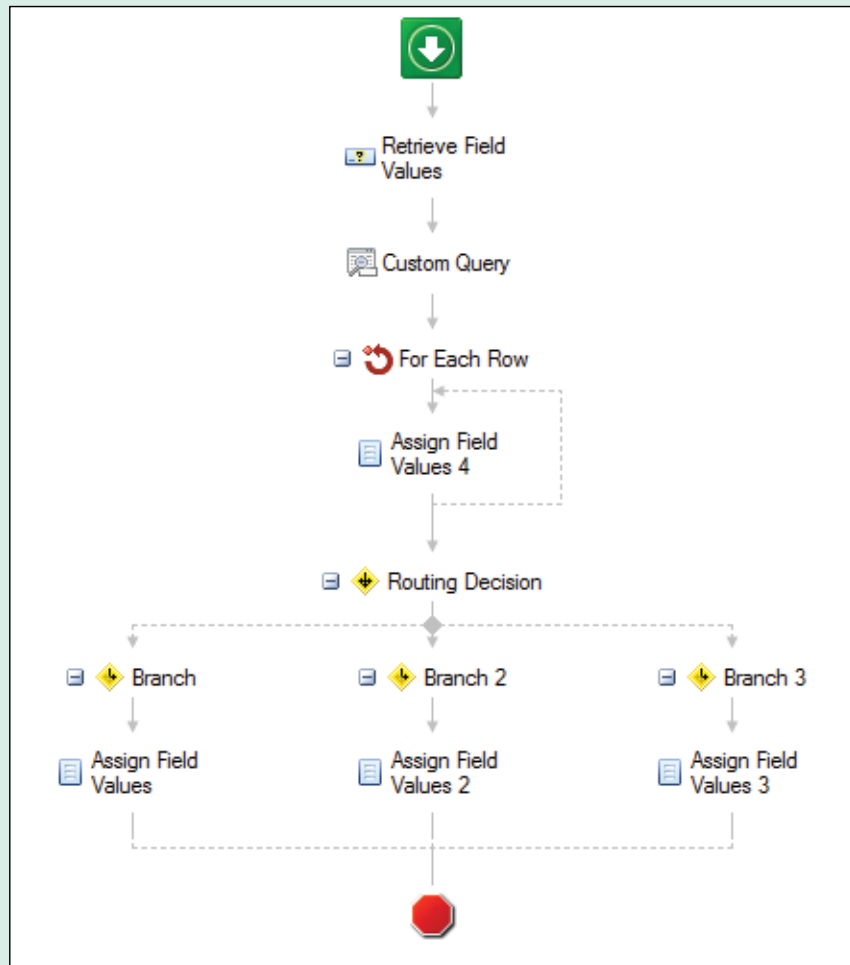 Retrieve Field
Values
Custom Query
For Each Row
Assign Field
Values 4
Routing Decision
Branch
Branch 2
Branch 3
Assign Field
Values
Assign Field
Values 2
Assign Field
Values 3